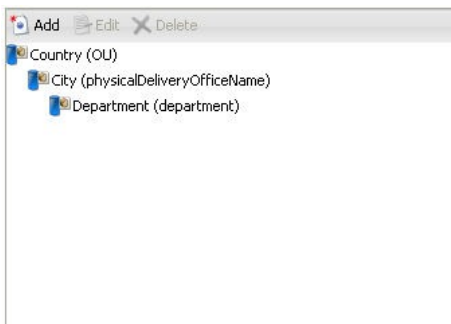 Add Edit Delete
Country (OU)
City (physicalDeliveryOfficeName)
Department (department)